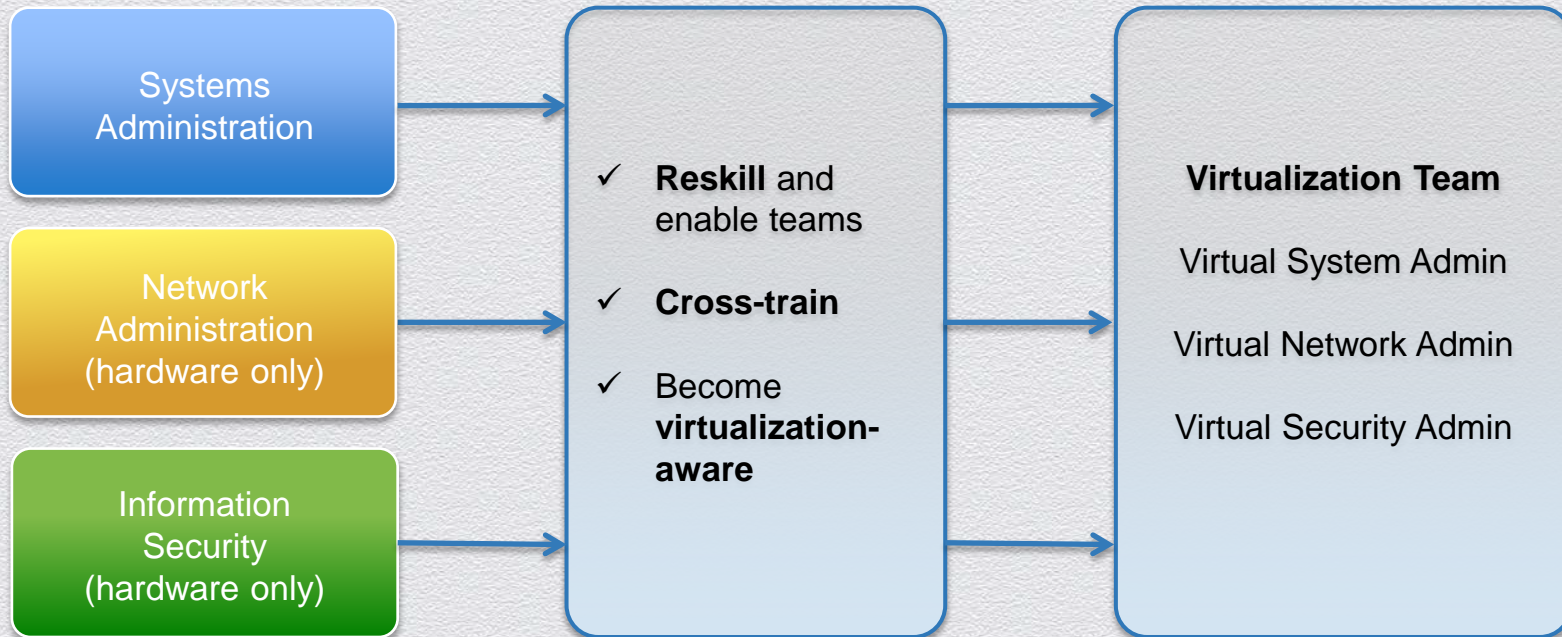 Systems
Administration
Network
Administration
(hardware only)
Information
Security
(hardware only)
✓ Reskill and
enable teams
✓ Cross-train
✓ Become
virtualization-
aware
Virtualization Team
Virtual System Admin
Virtual Network Admin
Virtual Security Admin